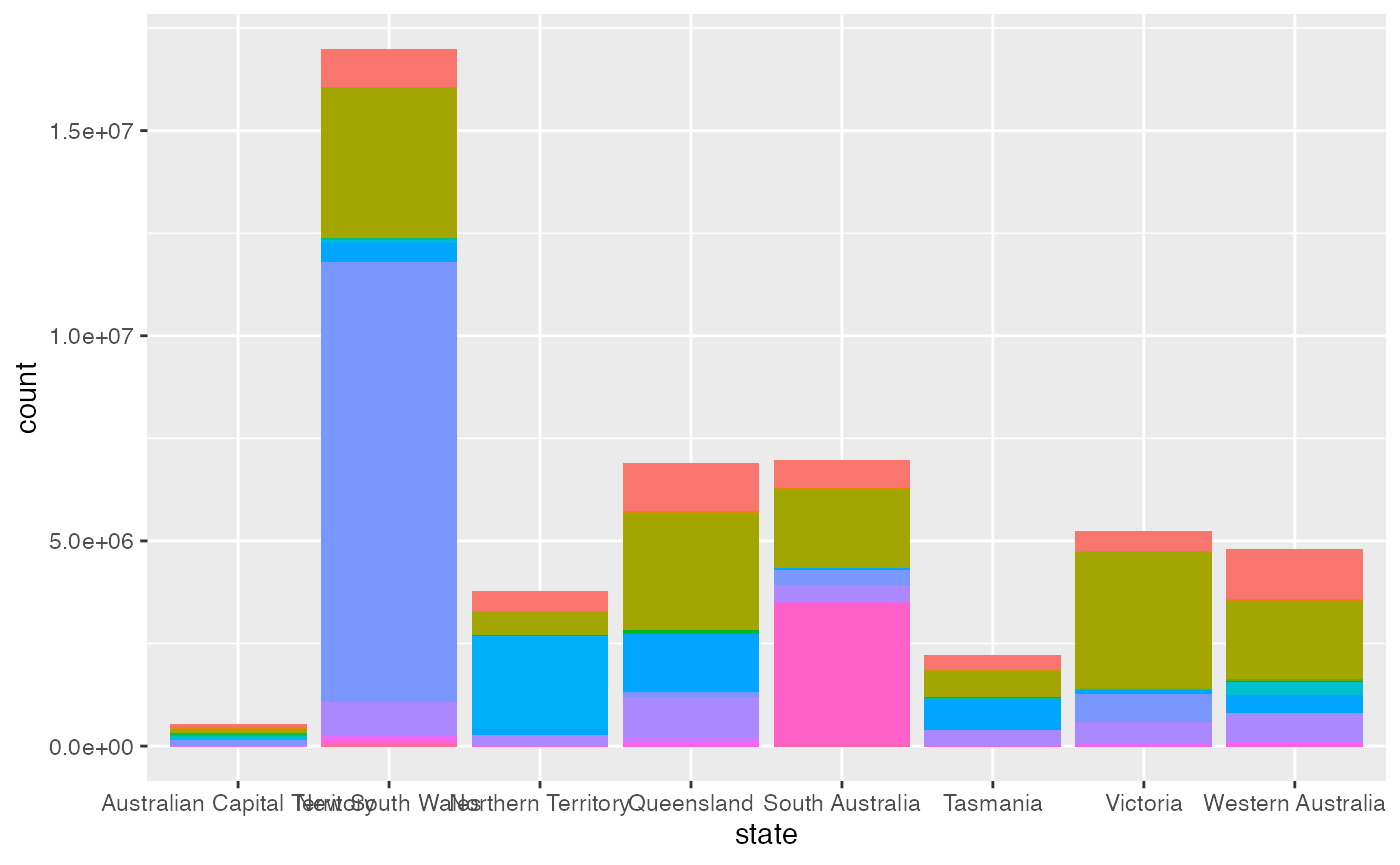 1.5e+07
1.0e+07
5.0e+06
0.0e+00
count
Australian Capital Territory New South Wales Northern Territory Queensland South Australia Tasmania Victoria Western Australia
state